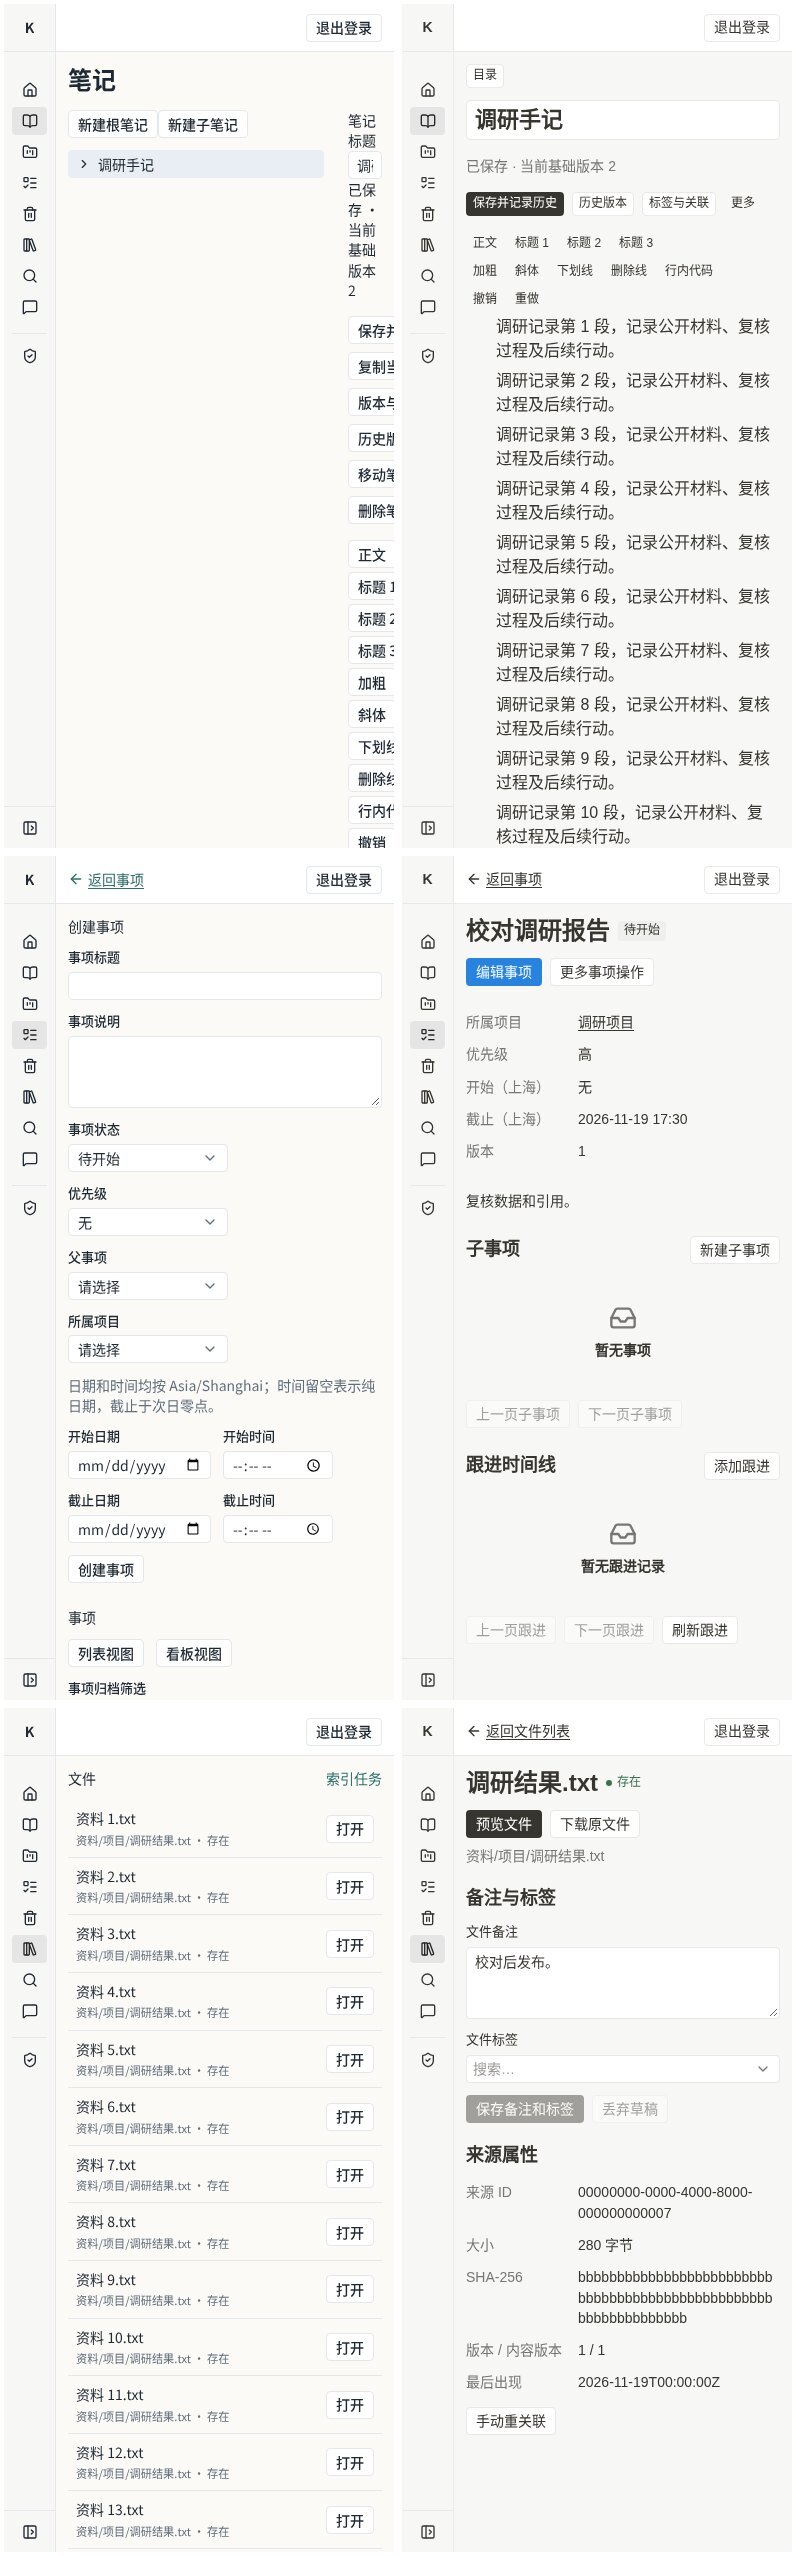 K
退出登录
笔记
新建根笔记
新建子笔记
调研手记
笔记
标题
调
已保
存 ·
当前
基础
版本
2
保存并
复制当
版本与
历史版
移动笔
删除笔
正文
标题 1
标题 2
标题 3
加粗
斜体
下划线
删除线
行内代
撤销
K
退出登录
目录
调研手记
已保存 · 当前基础版本 2
保存并记录历史
历史版本
标签与关联
更多
正文 标题 1 标题 2 标题 3
加粗 斜体 下划线 删除线 行内代码
撤销 重做
调研记录第 1 段，记录公开材料、复核
过程及后续行动。
调研记录第 2 段，记录公开材料、复核
过程及后续行动。
调研记录第 3 段，记录公开材料、复核
过程及后续行动。
调研记录第 4 段，记录公开材料、复核
过程及后续行动。
调研记录第 5 段，记录公开材料、复核
过程及后续行动。
调研记录第 6 段，记录公开材料、复核
过程及后续行动。
调研记录第 7 段，记录公开材料、复核
过程及后续行动。
调研记录第 8 段，记录公开材料、复核
过程及后续行动。
调研记录第 9 段，记录公开材料、复核
过程及后续行动。
调研记录第 10 段，记录公开材料、复
核过程及后续行动。
K
返回事项
退出登录
创建事项
事项标题
事项说明
事项状态
待开始
优先级
无
父事项
请选择
所属项目
请选择
日期和时间均按 Asia/Shanghai；时间留空表示纯
日期，截止于次日零点。
开始日期 开始时间
mm/dd/yyyy --:-- --
截止日期 截止时间
mm/dd/yyyy --:-- --
创建事项
事项
列表视图 看板视图
事项归档筛选
K
返回事项
退出登录
校对调研报告 待开始
编辑事项 更多事项操作
所属项目 调研项目
优先级 高
开始（上海） 无
截止（上海） 2026-11-19 17:30
版本 1
复核数据和引用。
子事项 新建子事项
暂无事项
上一页子事项 下一页子事项
跟进时间线 添加跟进
暂无跟进记录
上一页跟进 下一页跟进 刷新跟进
K
退出登录
文件 索引任务
资料 1.txt
资料/项目/调研结果.txt · 存在
打开
资料 2.txt
资料/项目/调研结果.txt · 存在
打开
资料 3.txt
资料/项目/调研结果.txt · 存在
打开
资料 4.txt
资料/项目/调研结果.txt · 存在
打开
资料 5.txt
资料/项目/调研结果.txt · 存在
打开
资料 6.txt
资料/项目/调研结果.txt · 存在
打开
资料 7.txt
资料/项目/调研结果.txt · 存在
打开
资料 8.txt
资料/项目/调研结果.txt · 存在
打开
资料 9.txt
资料/项目/调研结果.txt · 存在
打开
资料 10.txt
资料/项目/调研结果.txt · 存在
打开
资料 11.txt
资料/项目/调研结果.txt · 存在
打开
资料 12.txt
资料/项目/调研结果.txt · 存在
打开
资料 13.txt
资料/项目/调研结果.txt · 存在
打开
K
返回文件列表
退出登录
调研结果.txt 存在
预览文件 下载原文件
资料/项目/调研结果.txt
备注与标签
文件备注
校对后发布。
文件标签
搜索…
保存备注和标签 丢弃草稿
来源属性
来源 ID 00000000-0000-4000-8000-
000000000007
大小 280 字节
SHA-256 bbbbbbbbbbbbbbbbbbbbbbbbb
bbbbbbbbbbbbbbbbbbbbbbbbb
bbbbbbbbbbbbbb
版本 / 内容版本 1 / 1
最后出现 2026-11-19T00:00:00Z
手动重关联